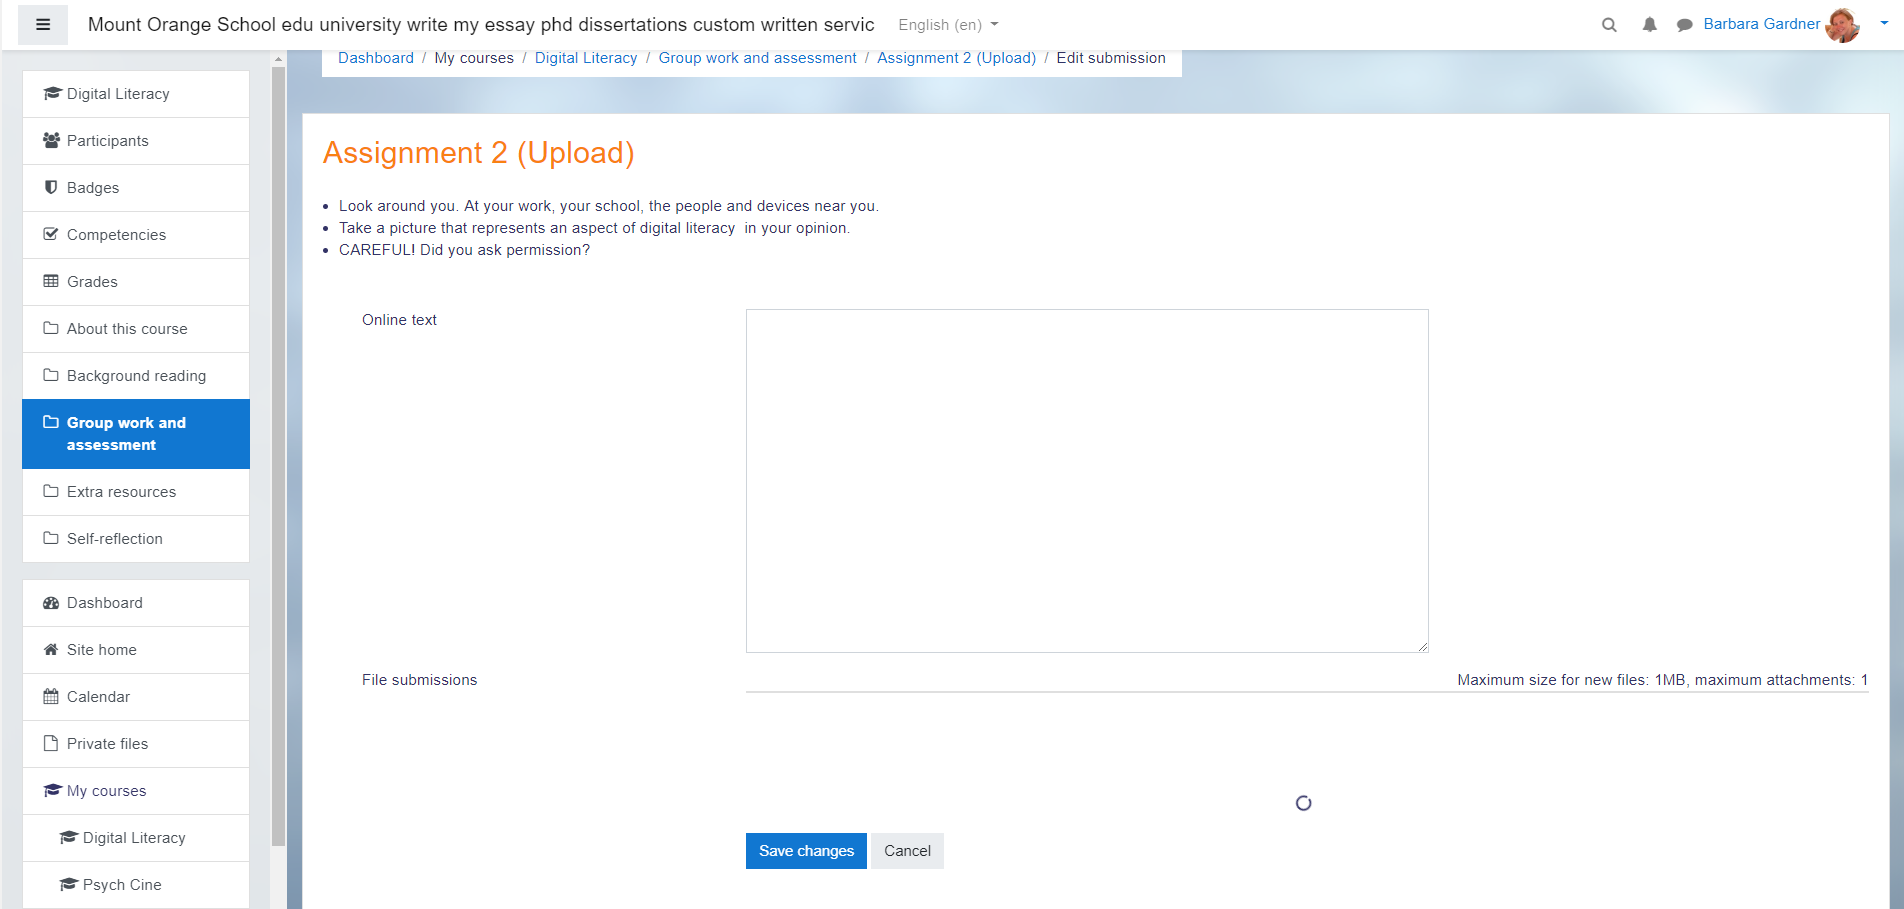 Mount Orange School edu university write my essay phd dissertations custom written servic
English (en)
Barbara Gardner
Dashboard / My courses / Digital Literacy / Group work and assessment / Assignment 2 (Upload) / Edit submission
Digital Literacy
Participants
Badges
Competencies
Grades
About this course
Background reading
Group work and
assessment
Extra resources
Self-reflection
Dashboard
Site home
Calendar
Private files
My courses
Digital Literacy
Psych Cine
Assignment 2 (Upload)
Look around you. At your work, your school, the people and devices near you.
Take a picture that represents an aspect of digital literacy  in your opinion.
CAREFUL! Did you ask permission?
Online text
File submissions
Maximum size for new files: 1MB, maximum attachments: 1
Save changes
Cancel